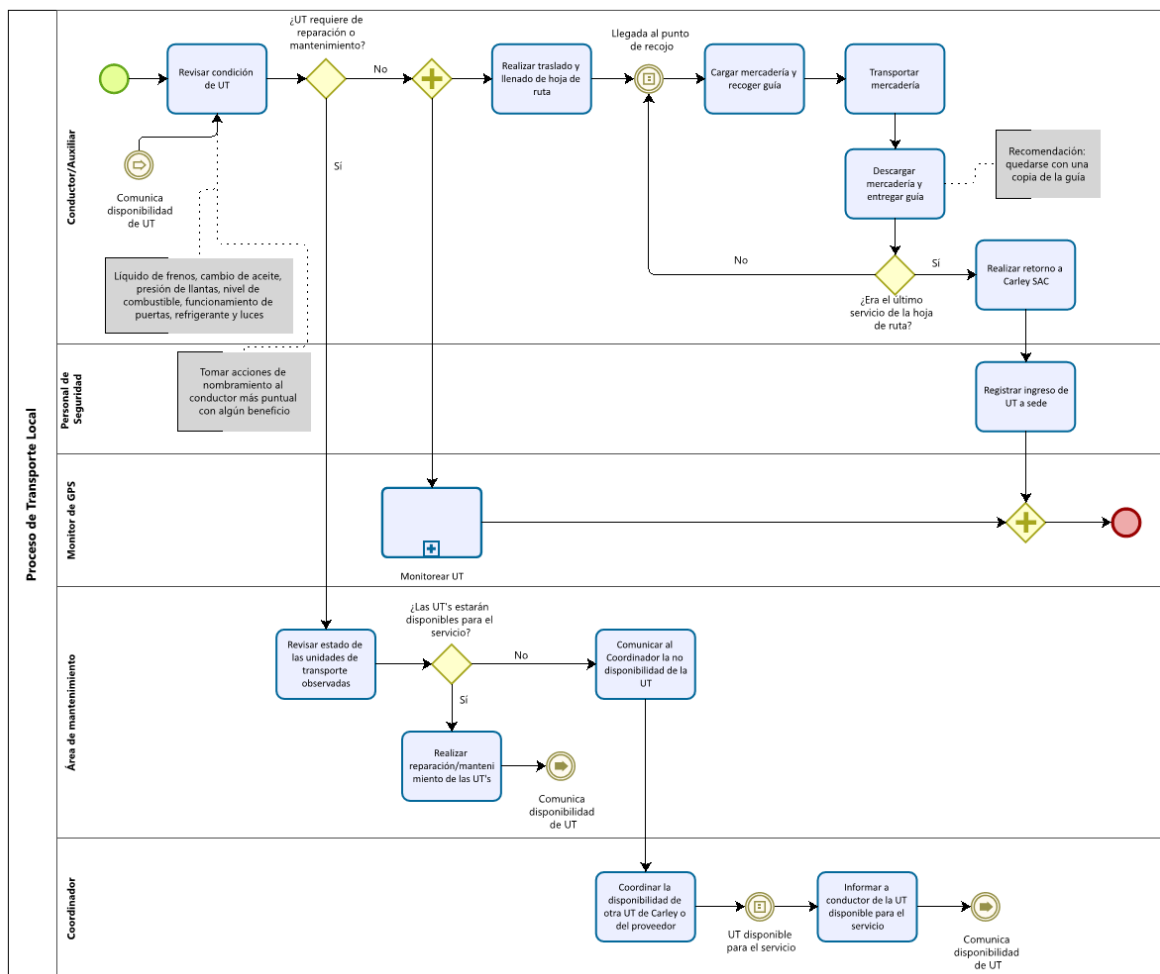 Proceso de Transporte Local
Conductor/Auxiliar
¿UT requiere de
reparación o
mantenimiento?
Revisar condición
de UT
No
Sí
Realizar traslado y
llenado de hoja de
ruta
Llegada al punto
de recojo
Cargar mercadería y
recoger guía
Transportar
mercadería
Comunica
disponibilidad
de UT
Descargar
mercadería y
entregar guía
Recomendación:
quedarse con una
copia de la guía
Liquido de frenos, cambio de aceite,
presión de llantas, nivel de
combustible, funcionamiento de
puertas, refrigerante y luces
No
Sí
¿Era el último
servicio de la hoja
de ruta?
Realizar retorno a
Carley SAC
Tomar acciones de
nombramiento al
conductor más puntual
con algún beneficio
Personal de
Seguridad
Registrar ingreso de
UT a sede
Monitor de GPS
Monitorear UT
Área de mantenimiento
¿Las UT's estarán
disponibles para el
servicio?
Revisar estado de
las unidades de
transporte
observadas
No
Sí
Comunicar al
Coordinador la no
disponibilidad de la
UT
Realizar
reparación/manteni
miento de las UT's
Comunica
disponibilidad
de UT
Coordinador
Coordinar la
disponibilidad de
otra UT de Carley o
del proveedor
UT disponible
para el servicio
Informar a
conductor de la UT
disponible para el
servicio
Comunica
disponibilidad
de UT